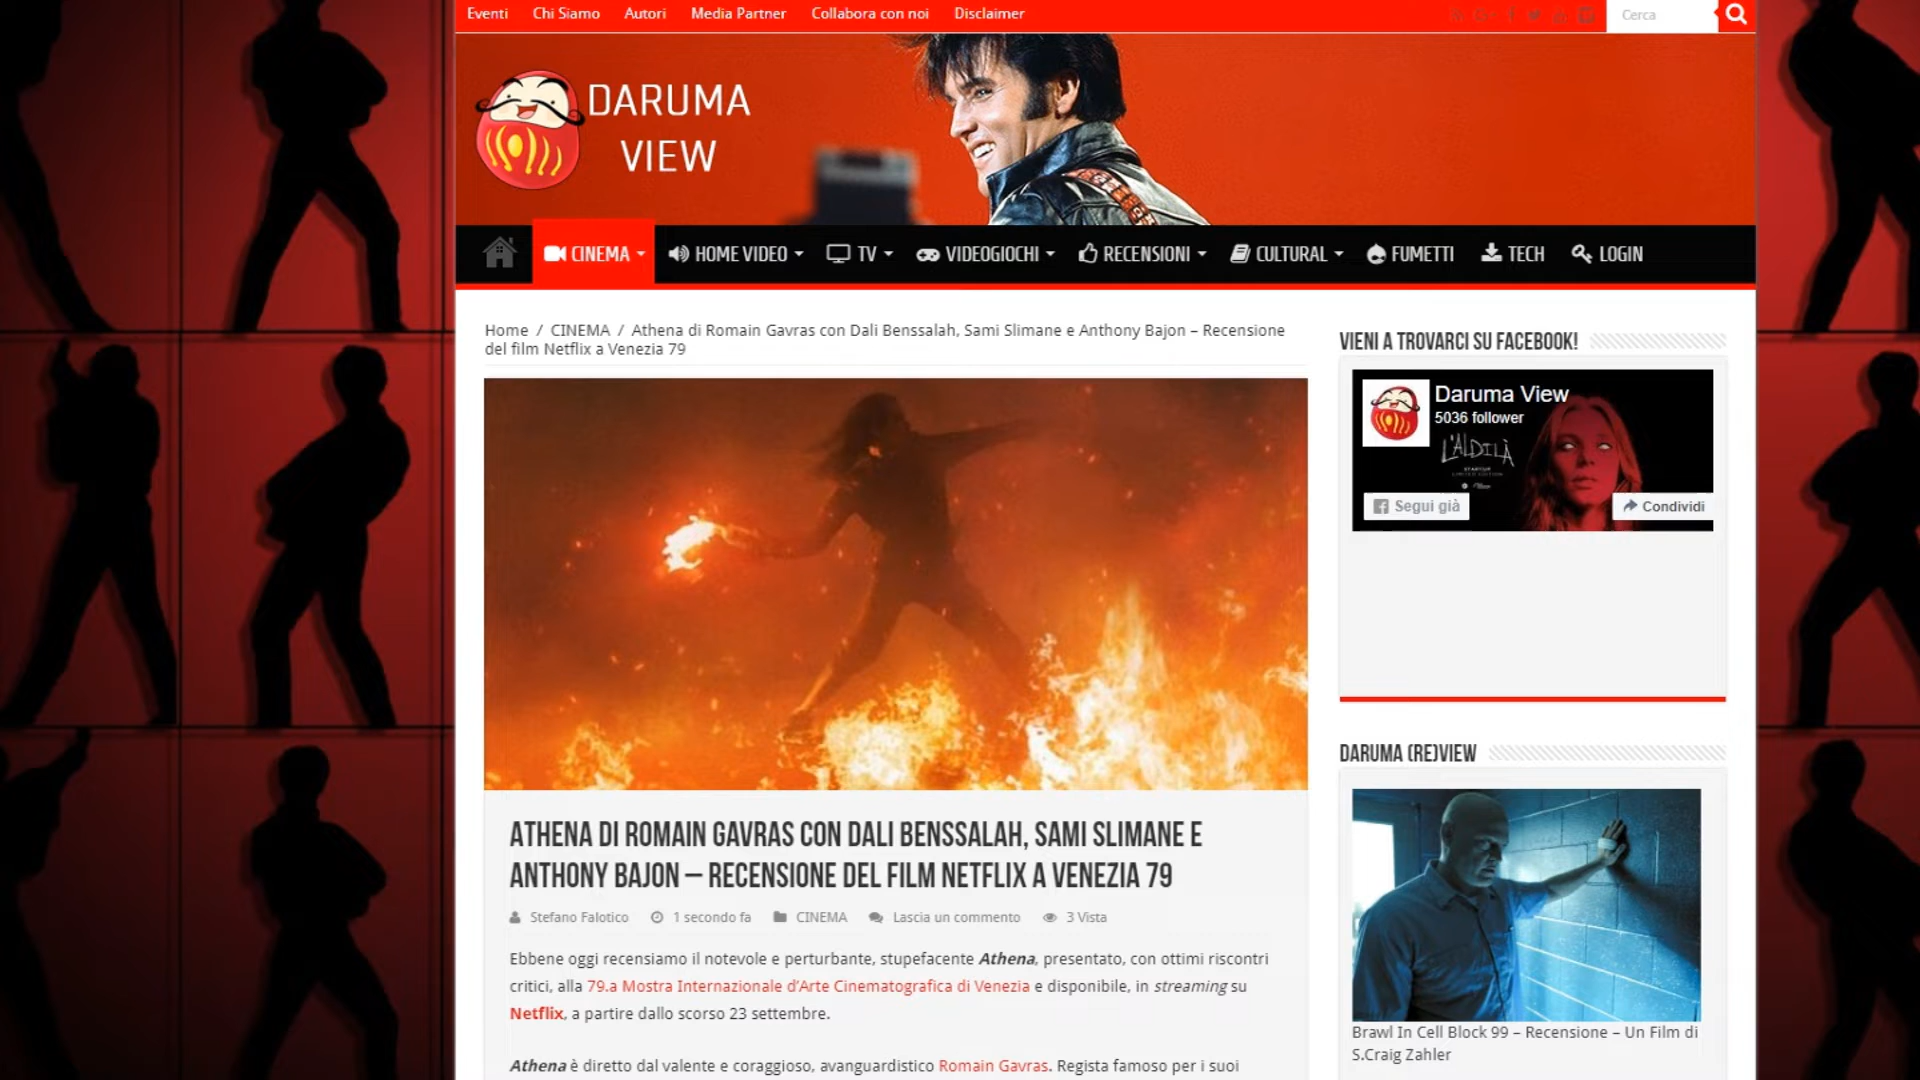 Eventi Chi Siamo Autori Media Partner Collabora con noi Disclaimer
Cerca
DARUMA
VIEW
CINEMA HOME VIDEO TV VIDEOGIOCHI RECENSIONI CULTURAL FUMETTI TECH LOGIN
Home / CINEMA / Athena di Romain Gavras con Dali Benssalah, Sami Slimane e Anthony Bajon – Recensione
del film Netflix a Venezia 79
ATHENA DI ROMAIN GAVRAS CON DALI BENSSALAH, SAMI SLIMANE E
ANTHONY BAJON – RECENSIONE DEL FILM NETFLIX A VENEZIA 79
Stefano Falotico 1 secondo fa CINEMA Lascia un commento 3 Vista
Ebbene oggi recensiamo il notevole e perturbante, stupefacente Athena, presentato, con ottimi riscontri
critici, alla 79.a Mostra Internazionale d'Arte Cinematografica di Venezia e disponibile, in streaming su
Netflix, a partire dallo scorso 23 settembre.
Athena è diretto dal valente e coraggioso, avanguardistico Romain Gavras. Regista famoso per i suoi
VIENI A TROVARCI SU FACEBOOK!
Daruma View
5036 follower
L'ALDILÀ
Segui già
Condividi
DARUMA (RE)VIEW
Brawl In Cell Block 99 – Recensione – Un Film di
S.Craig Zahler